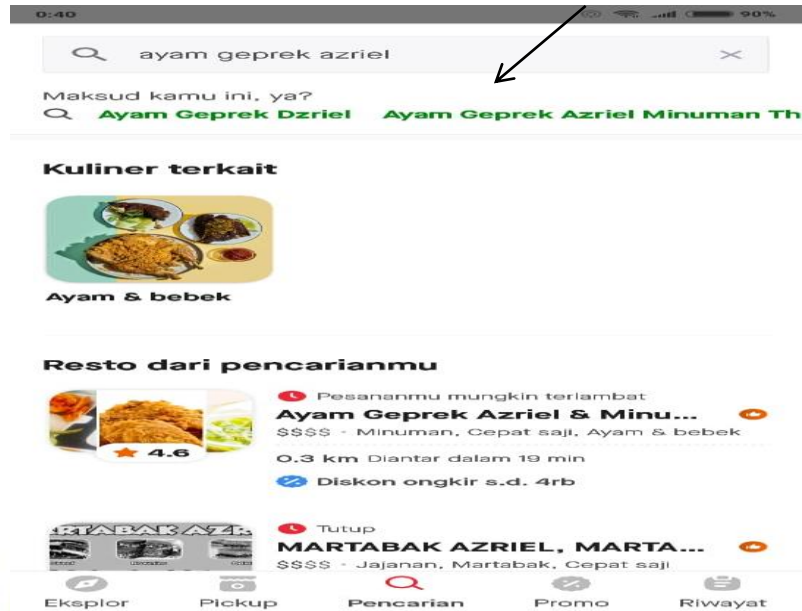 0:40
90%
ayam geprek azriel
Maksud kamu ini, ya?
Ayam Geprek Dzriel Ayam Geprek Azriel Minuman Th
Kuliner terkait
Ayam & bebek
Resto dari pencarianmu
Pesananmu mungkin terlambat
Ayam Geprek Azriel & Minu...
$$$$ - Minuman, Cepat saji, Ayam & bebek
4.6
0.3 km Diantar dalam 19 min
Diskon ongkir s.d. 4rb
Tutup
MARTABAK AZRIEL, MARTA...
$$$$ - Jajanan, Martabak, Cepat saji
Eksplor Pickup Pencarian Promo Riwayat